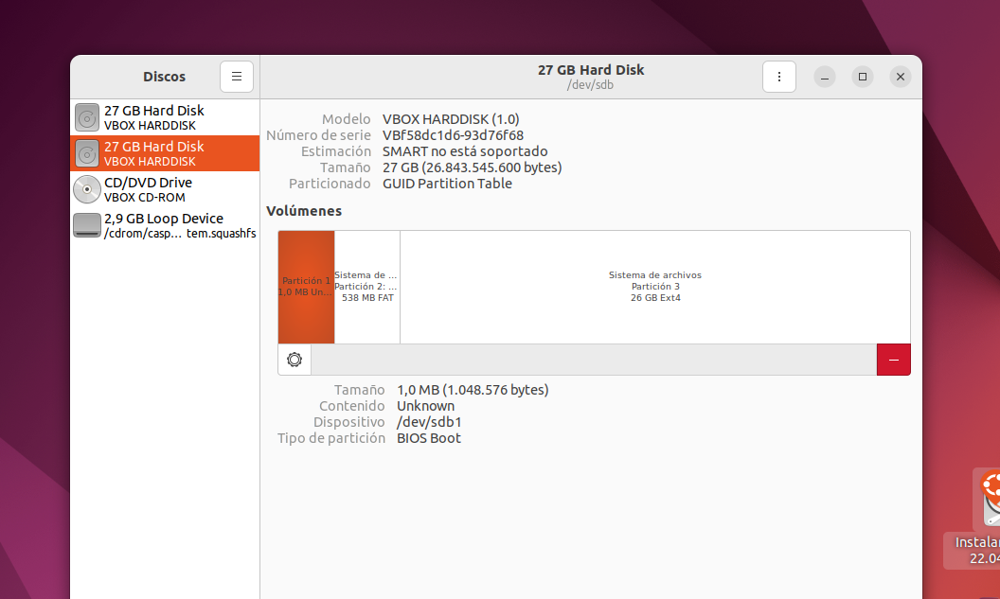 Discos
27 GB Hard Disk
/dev/sdb
27 GB Hard Disk
VBOX HARDDISK
27 GB Hard Disk
VBOX HARDDISK
CD/DVD Drive
VBOX CD-ROM
2,9 GB Loop Device
/cdrom/casp... tem.squashfs
Modelo VBOX HARDDISK (1.0)
Número de serie VBf58dc1d6-93d76f68
Estimación SMART no está soportado
Tamaño 27 GB (26.843.545.600 bytes)
Particionado GUID Partition Table
Volúmenes
Partición 1
1,0 MB Un...
Sistema de ...
Partición 2: ...
538 MB FAT
Sistema de archivos
Partición 3
26 GB Ext4
Tamaño 1,0 MB (1.048.576 bytes)
Contenido Unknown
Dispositivo /dev/sdb1
Tipo de partición BIOS Boot
Instala
22.04